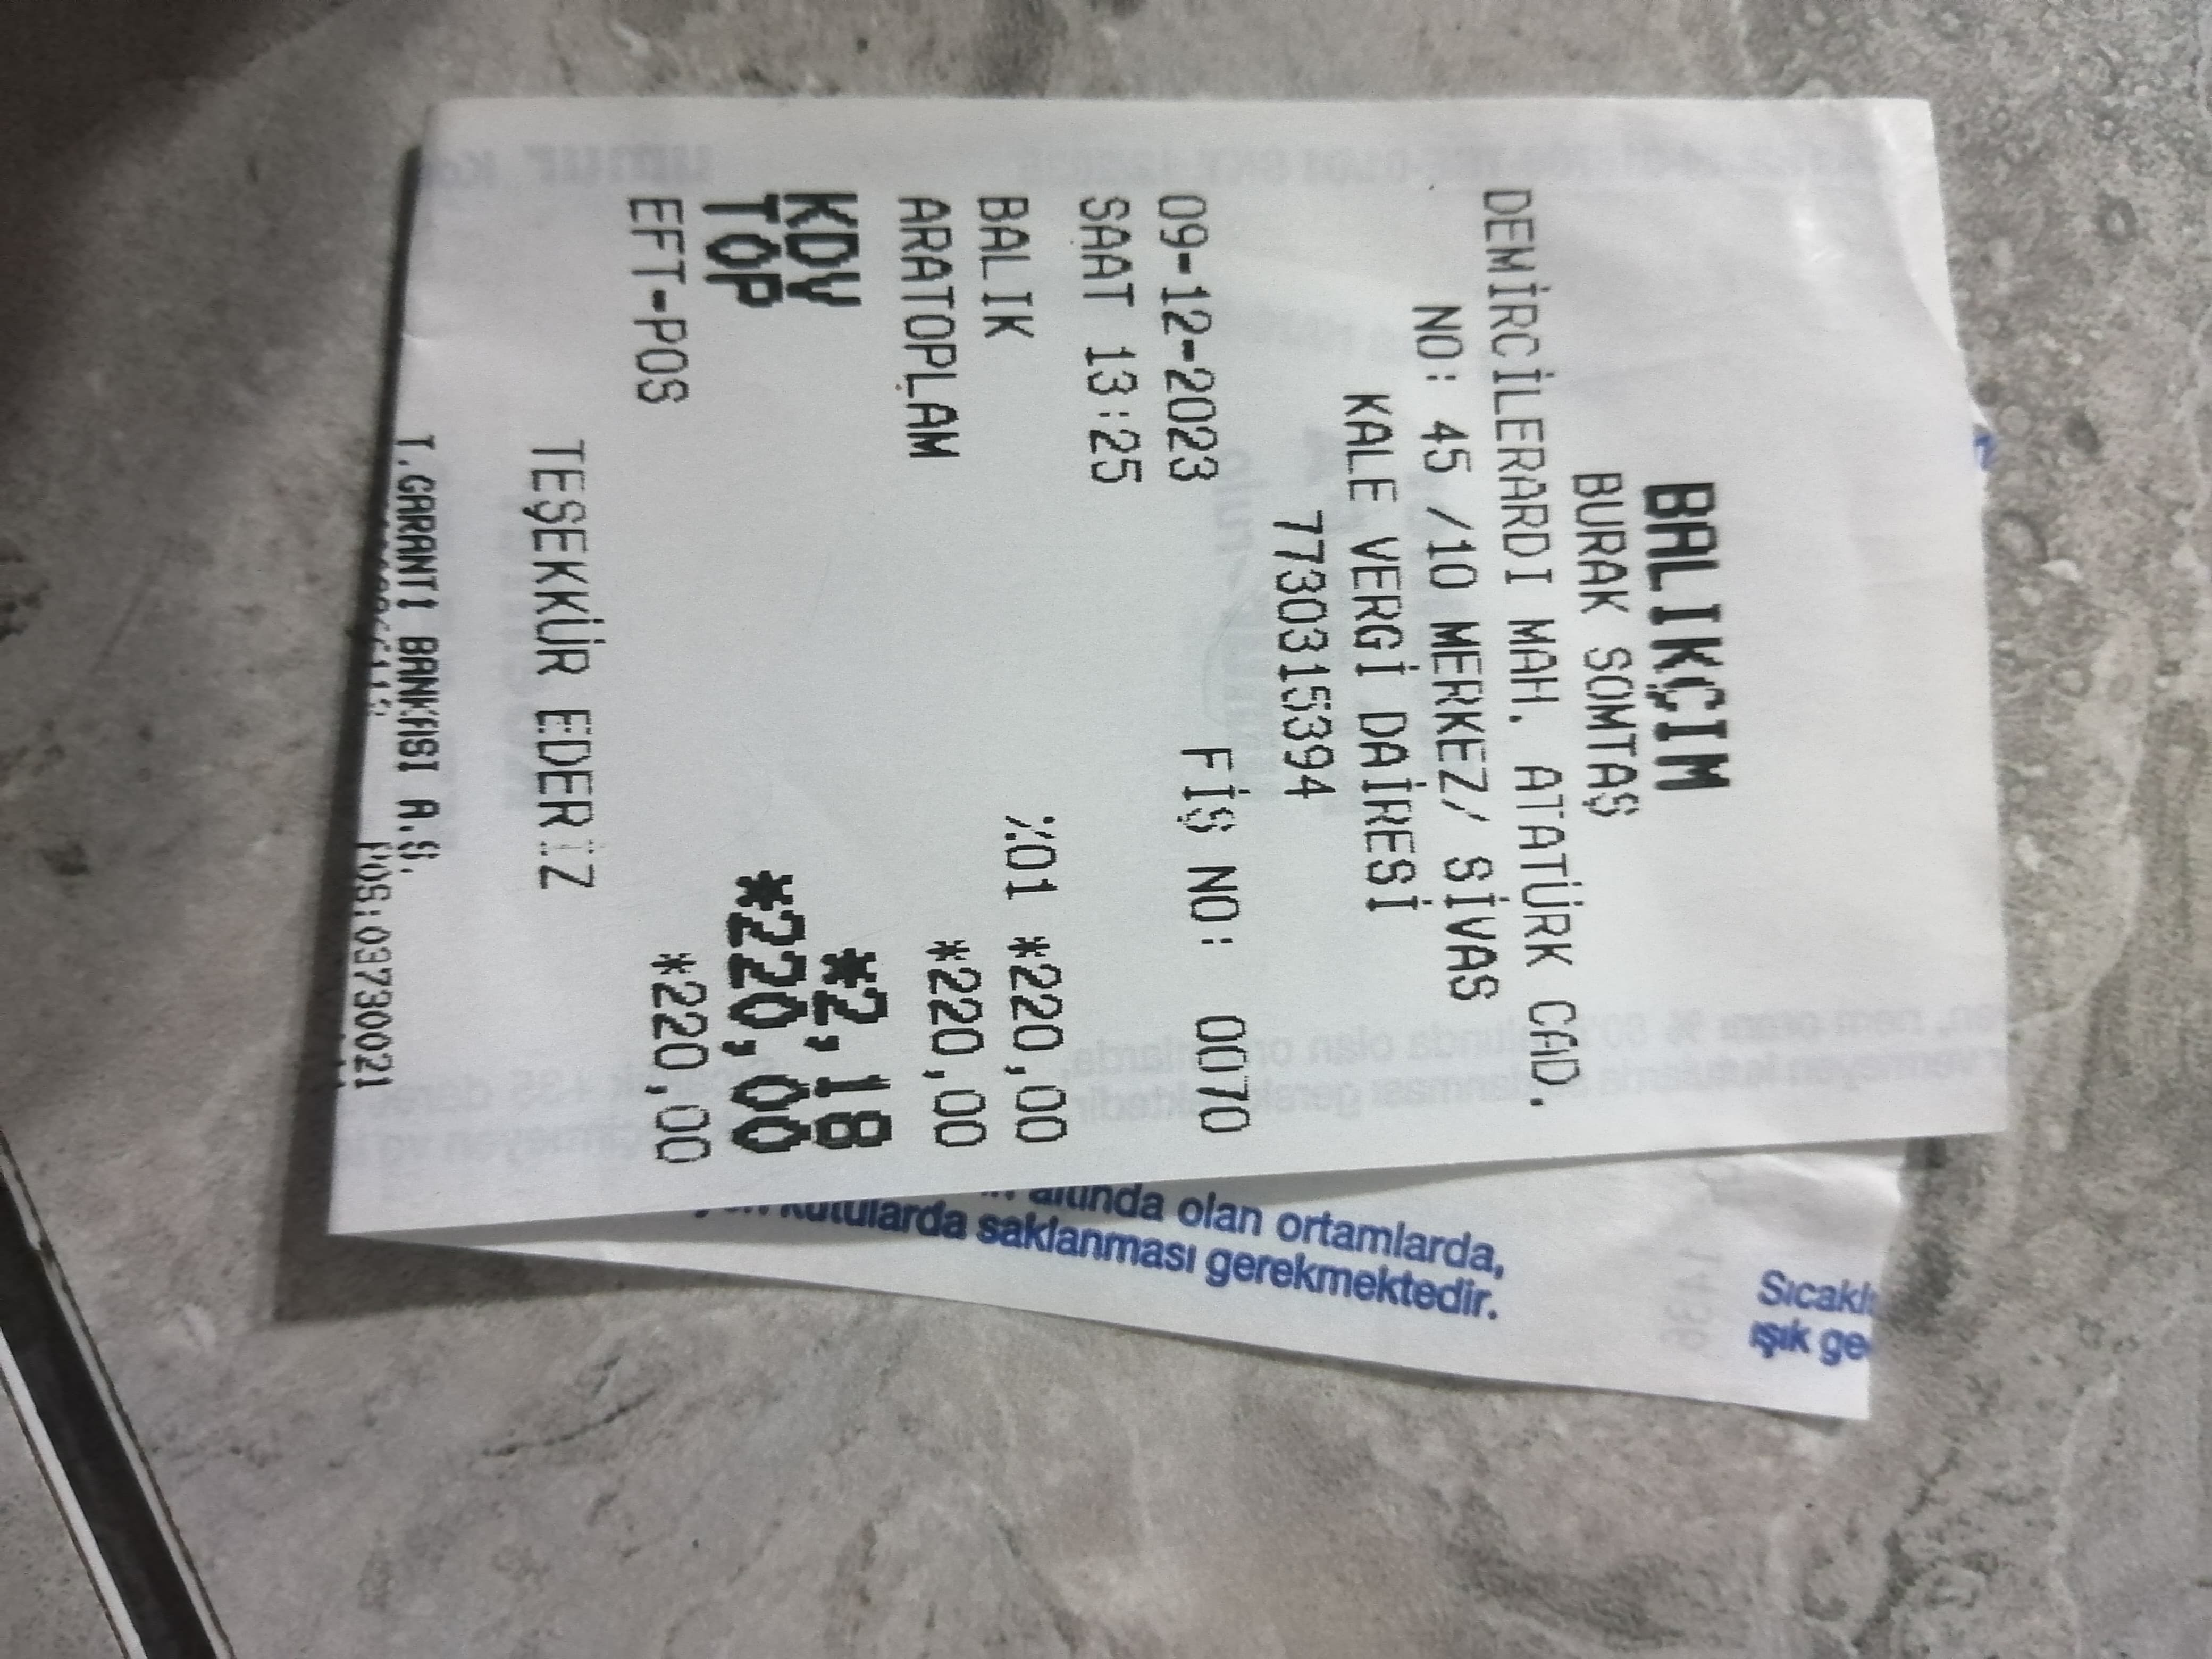 BALIKÇIM
BURAK SOMTAŞ
DEMİRCİLERARDI MAH. ATATÜRK CAD.
NO: 45 /10 MERKEZ/ SİVAS
KALE VERGİ DAİRESİ
7730315394
09-12-2023 FİŞ NO: 0070
SAAT 13:25
BALIK %01 *220,00
ARATOPLAM *220,00
KDV *2,18
TOP *220,00
EFT-POS *220,00
TEŞEKKÜR EDERİZ
T.GARANTI BANKASI A.S.
POS:03730021
altında olan ortamlarda,
kutularda saklanması gerekmektedir.
ışık